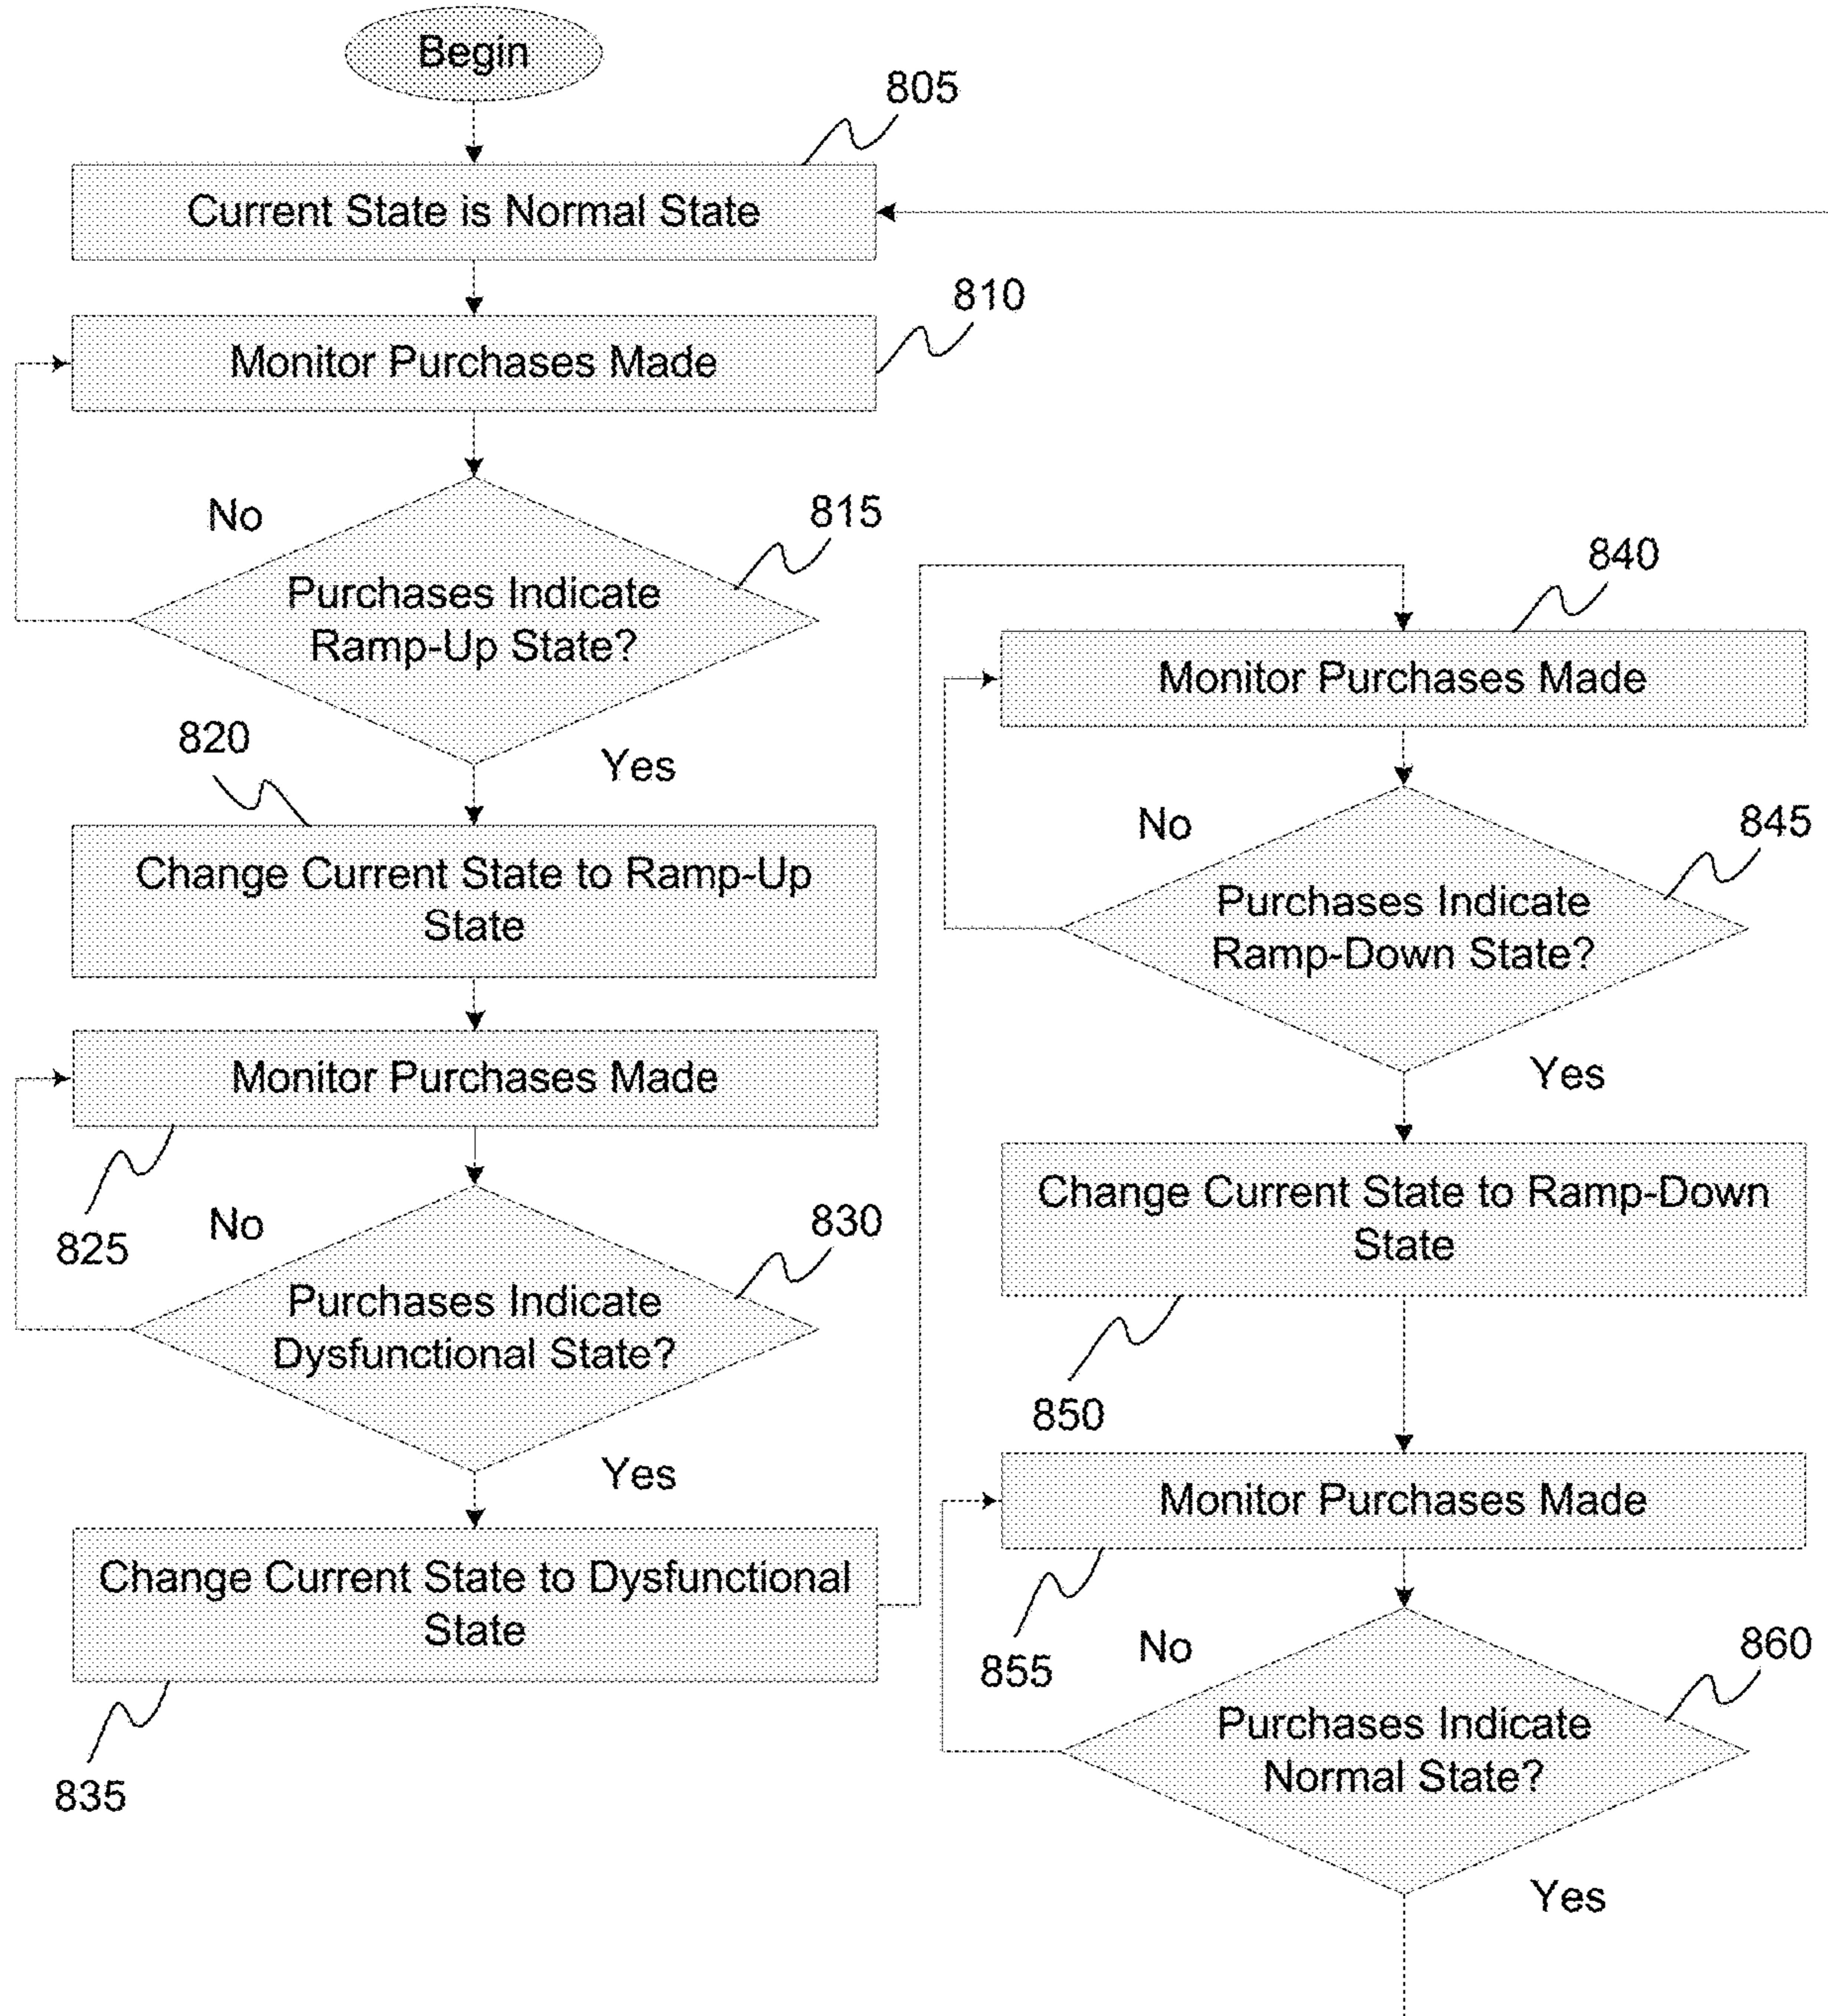 Begin
805
Current State is Normal State
810
Monitor Purchases Made
No
815
Purchases Indicate
Ramp-Up State?
820
Yes
Change Current State to Ramp-Up
State
Monitor Purchases Made
825
No
830
Purchases Indicate
Dysfunctional State?
Yes
Change Current State to Dysfunctional
State
835
840
Monitor Purchases Made
No
845
Purchases Indicate
Ramp-Down State?
Yes
Change Current State to Ramp-Down
State
850
Monitor Purchases Made
855
No
860
Purchases Indicate
Normal State?
Yes